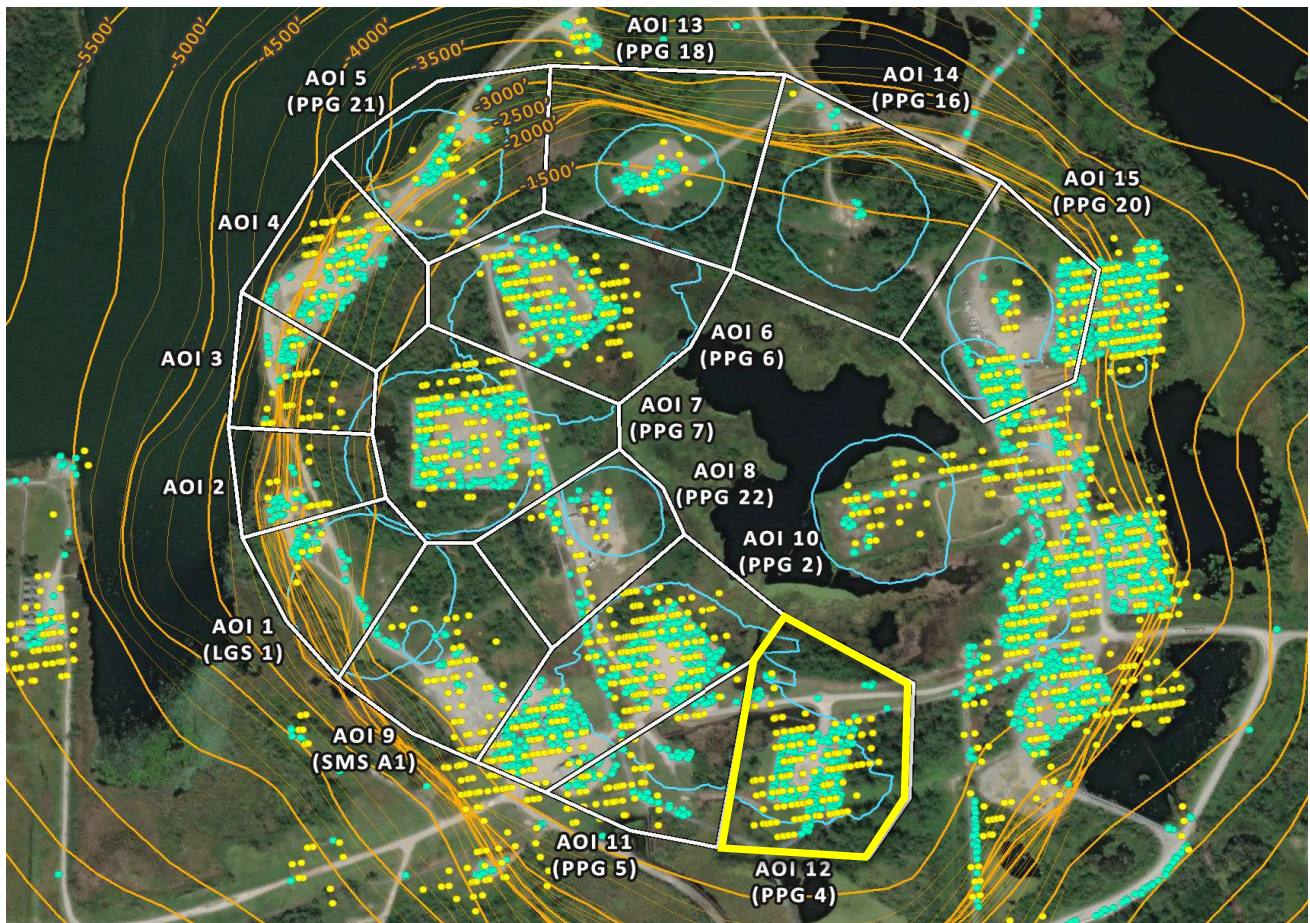 -5500'
-5000'
-4500'
-4000'
-3500'
-3000'
-2500'
-2000'
-1500'
AOI 13
(PPG 18)
AOI 14
(PPG 16)
AOI 5
(PPG 21)
AOI 15
(PPG 20)
AOI 4
AOI 3
AOI 6
(PPG 6)
AOI 7
(PPG 7)
AOI 8
(PPG 22)
AOI 2
AOI 10
(PPG 2)
AOI 1
(LGS 1)
AOI 9
(SMS A1)
AOI 11
(PPG 5)
AOI 12
(PPG 4)